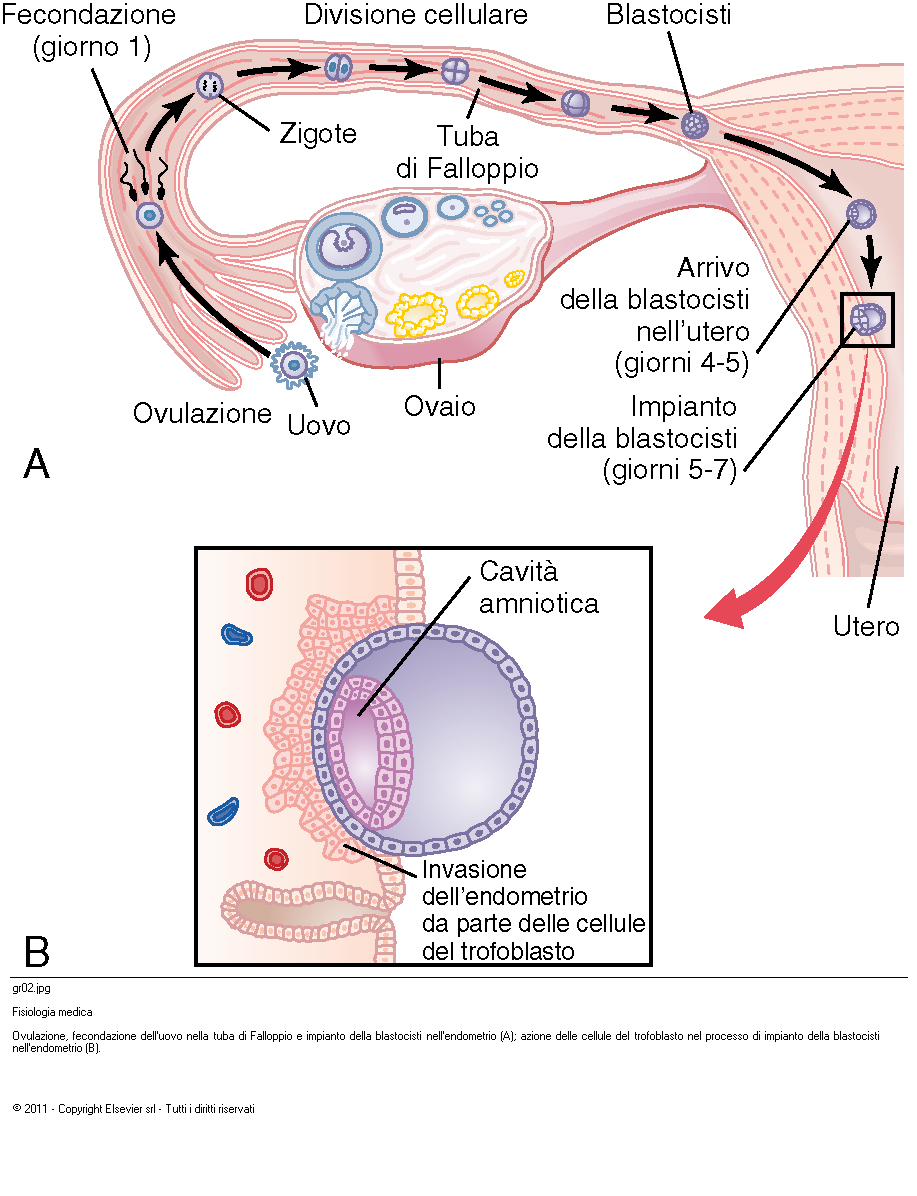 Fecondazione
(giorno 1)
Divisione cellulare
Blastocisti
Zigote
Tuba
di Falloppio
Arrivo
della blastocisti
nell'utero
(giorni 4-5)
Ovulazione
Uovo
Ovaio
Impianto
della blastocisti
(giorni 5-7)
A
Utero
Cavità
amniotica
Invasione
dell'endometrio
da parte delle cellule
del trofoblasto
B
gr02.jpg
Fisiologia medica
Ovulazione, fecondazione dell'uovo nella tuba di Falloppio e impianto della blastocisti nell'endometrio (A); azione delle cellule del trofoblasto nel processo di impianto della blastocisti
nell'endometrio (B).
© 2011 - Copyright Elsevier srl - Tutti i diritti riservati